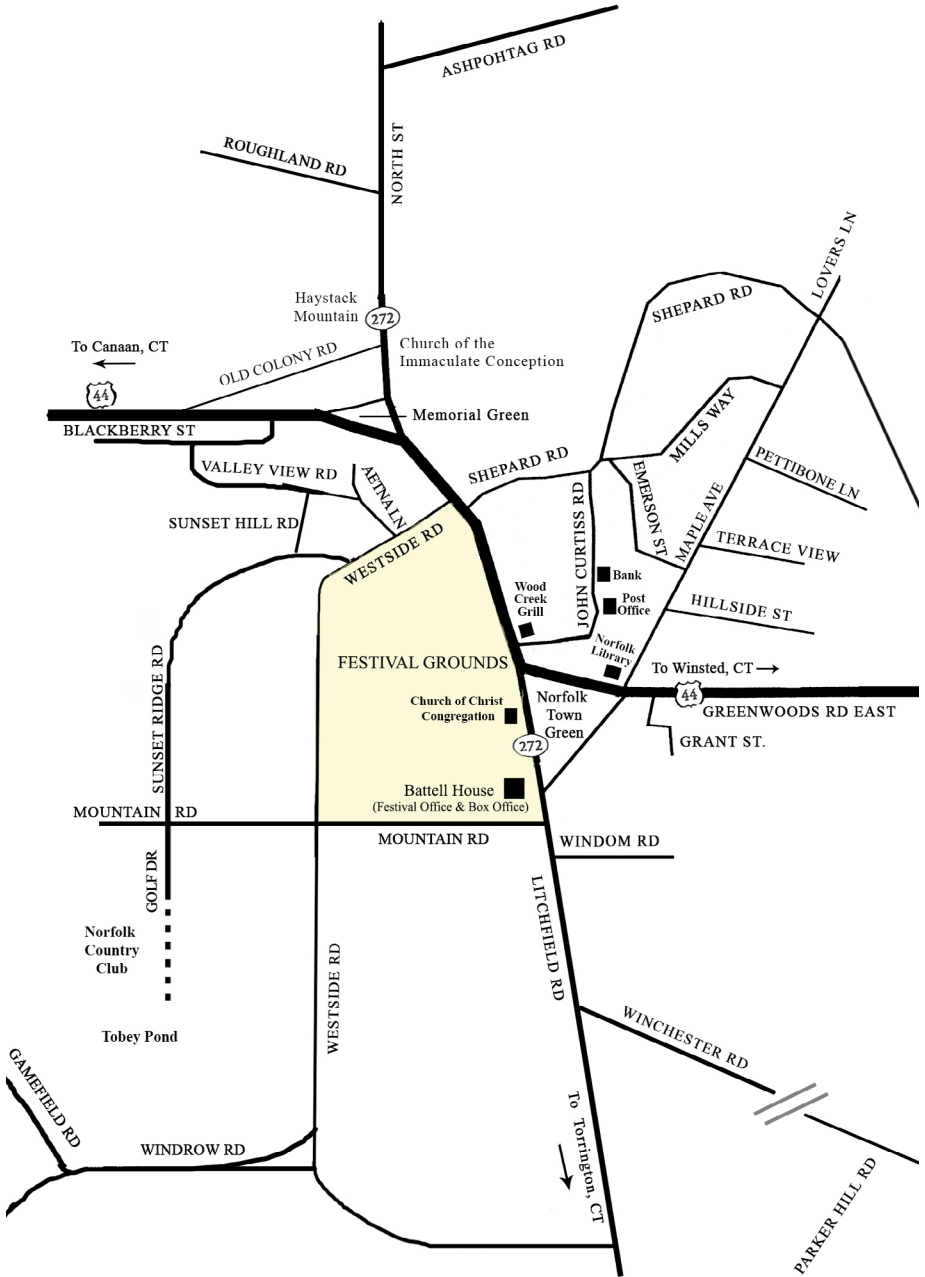 ASHPOHTAG RD
ROUGHLAND RD
NORTH ST
LOVERS LN
SHEPARD RD
Haystack
Mountain
272
To Canaan, CT
44
OLD COLONY RD
Church of the
Immaculate Conception
Memorial Green
BLACKBERRY ST
VALLEY VIEW RD
AETNA LN
SUNSET HILL RD
WESTSIDE RD
SHEPARD RD
MILLS WAY
EMERSON ST
PETTIBONE LN
MAPLE AVE
TERRACE VIEW
JOHN CURTISS RD
Bank
Post
Office
HILLSIDE ST
Wood
Creek
Grill
Norfolk
Library
FESTIVAL GROUNDS
To Winsted, CT
44
GREENWOODS RD EAST
GRANT ST.
Church of Christ
Congregation
Norfolk
Town
Green
272
Battell House
(Festival Office & Box Office)
SUNSET RIDGE RD
MOUNTAIN RD
MOUNTAIN RD
WINDOM RD
GOLF DR
Norfolk
Country
Club
LITCHFIELD RD
WESTSIDE RD
Tobey Pond
WINCHESTER RD
GAMEFIELD RD
WINDROW RD
To Torrington, CT
PARKER HILL RD